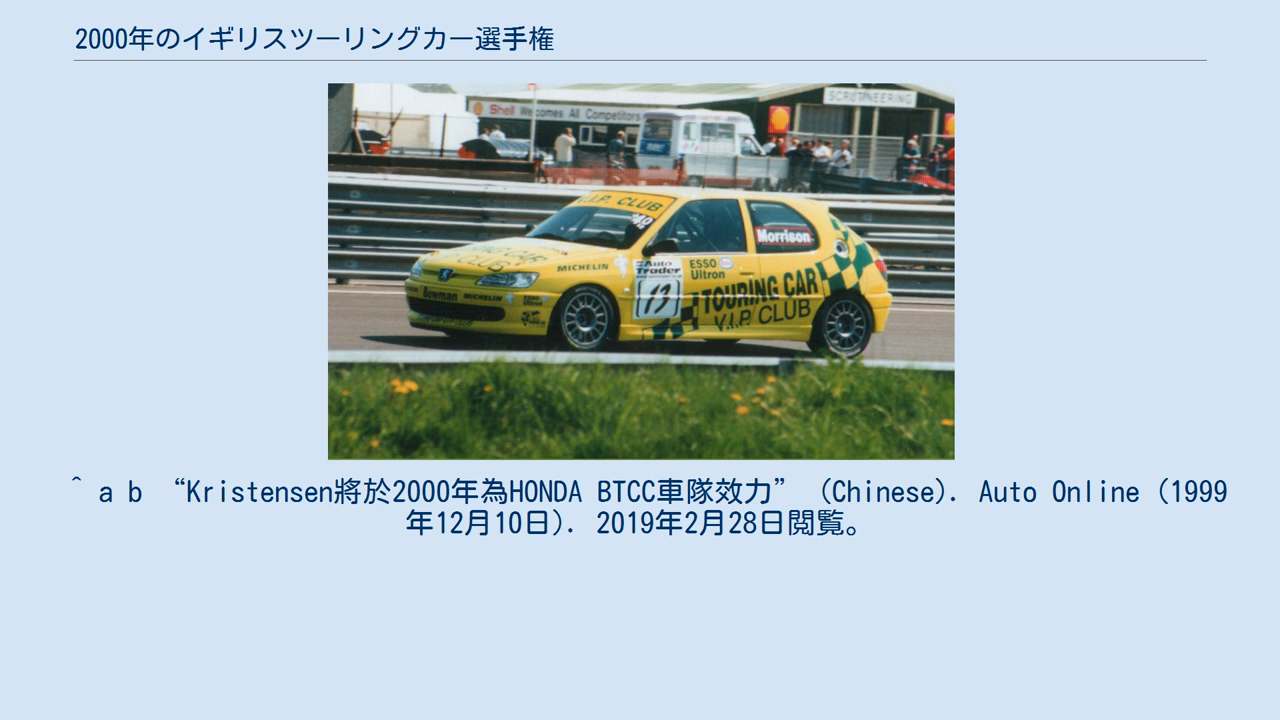 2000年のイギリスツーリングカー選手権
Shell Welcomes All Competitors
SCRUTINEERING
V.I.P. CLUB
Morrison
MICHELIN
Auto
Trader
ESSO
Ultron
13
TOURING CAR
V.I.P. CLUB
Bowman MICHELIN ESSO
Ultron
^ a b “Kristensen將於2000年為HONDA BTCC車隊效力” (Chinese). Auto Online (1999
年12月10日). 2019年2月28日閲覧。